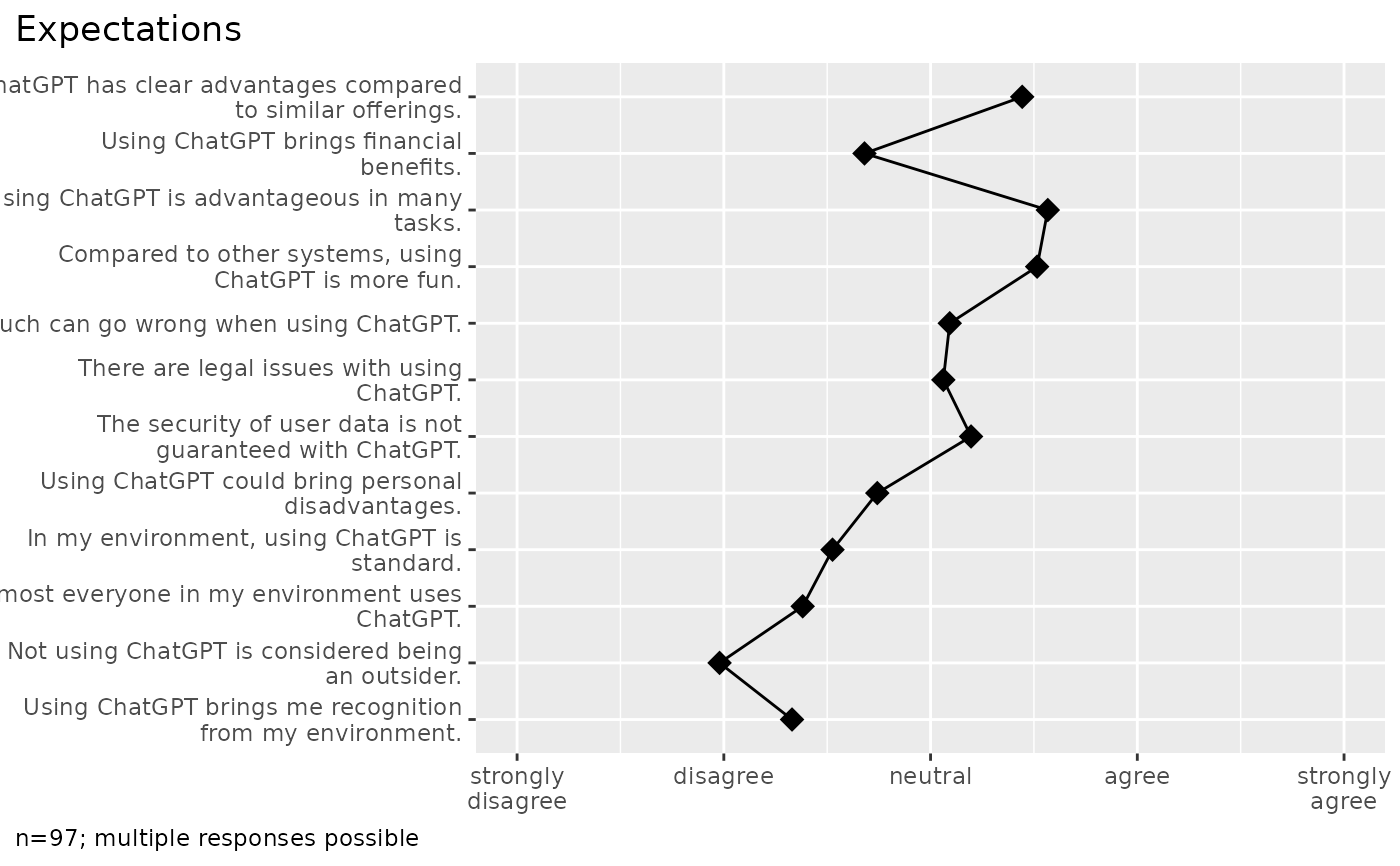 Expectations
hatGPT has clear advantages compared
to similar offerings.
Using ChatGPT brings financial
benefits.
sing ChatGPT is advantageous in many
tasks.
Compared to other systems, using
ChatGPT is more fun.
uch can go wrong when using ChatGPT.
There are legal issues with using
ChatGPT.
The security of user data is not
guaranteed with ChatGPT.
Using ChatGPT could bring personal
disadvantages.
In my environment, using ChatGPT is
standard.
most everyone in my environment uses
ChatGPT.
Not using ChatGPT is considered being
an outsider.
Using ChatGPT brings me recognition
from my environment.
strongly disagree
disagree
neutral
agree
strongly agree
n=97; multiple responses possible